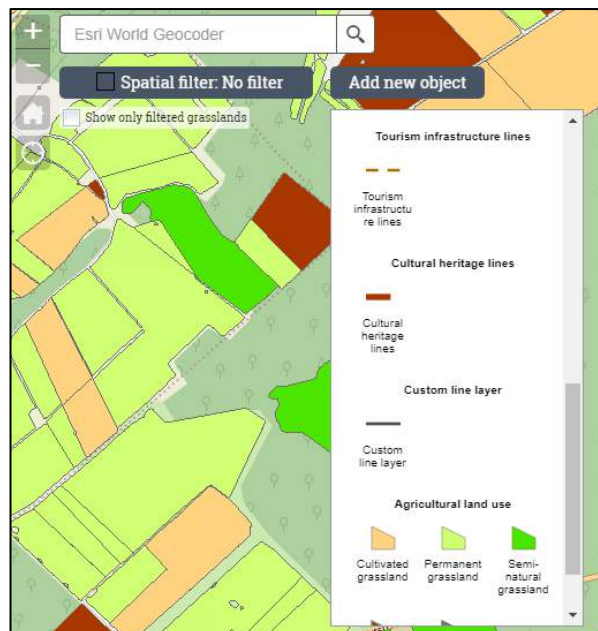 Esri World Geocoder
Spatial filter: No filter
Add new object
Show only filtered grasslands
Tourism infrastructure lines
Tourism
infrastructu
re lines
Cultural heritage lines
Cultural
heritage
lines
Custom line layer
Custom
line layer
Agricultural land use
Cultivated
grassland
Permanent
grassland
Semi-
natural
grassland